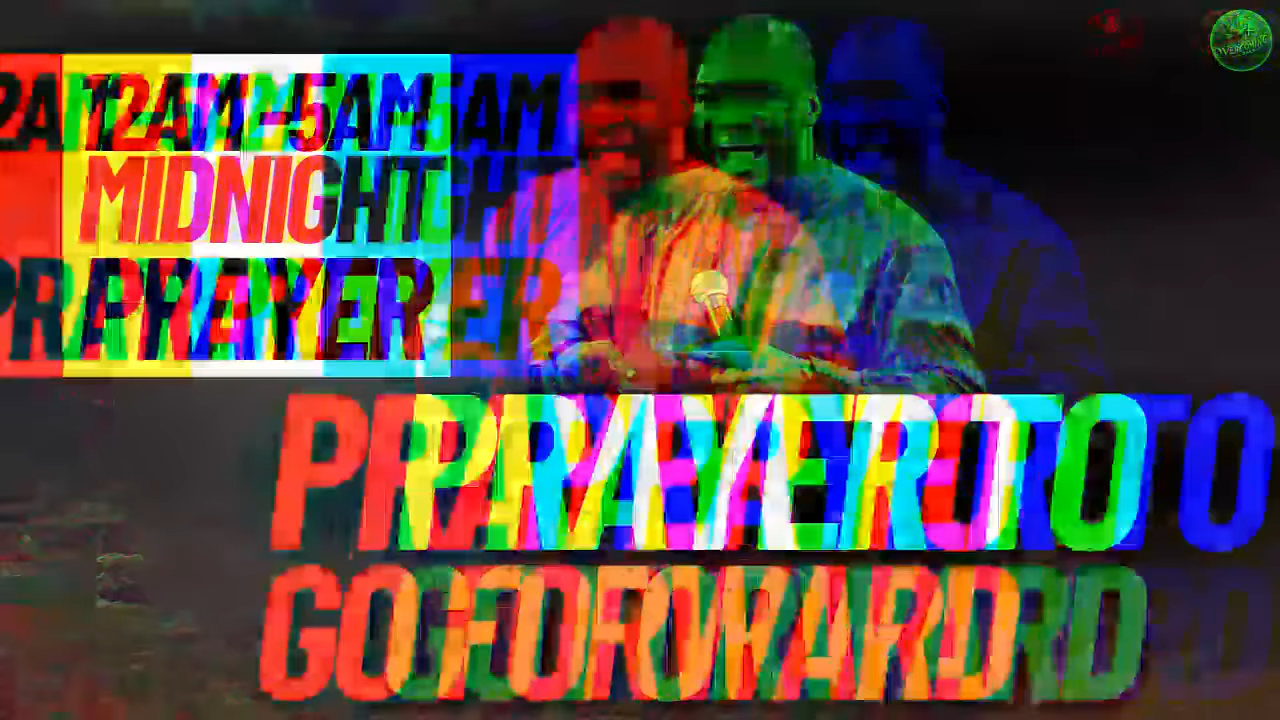 12AM-5AM
MIDNIGHT
PRAYER
PRAYER TO
GO FORWARD